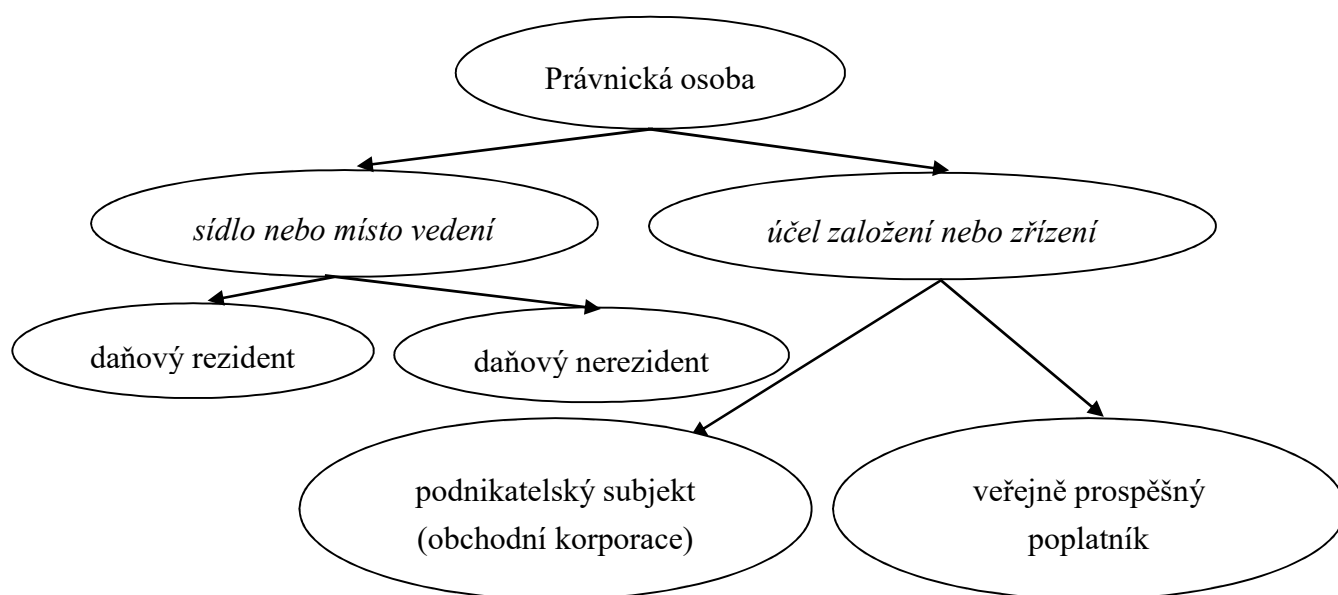 Právnická osoba
sídlo nebo místo vedení
účel založení nebo zřízení
daňový rezident
daňový nerezident
podnikatelský subjekt
(obchodní korporace)
veřejně prospěšný
poplatník